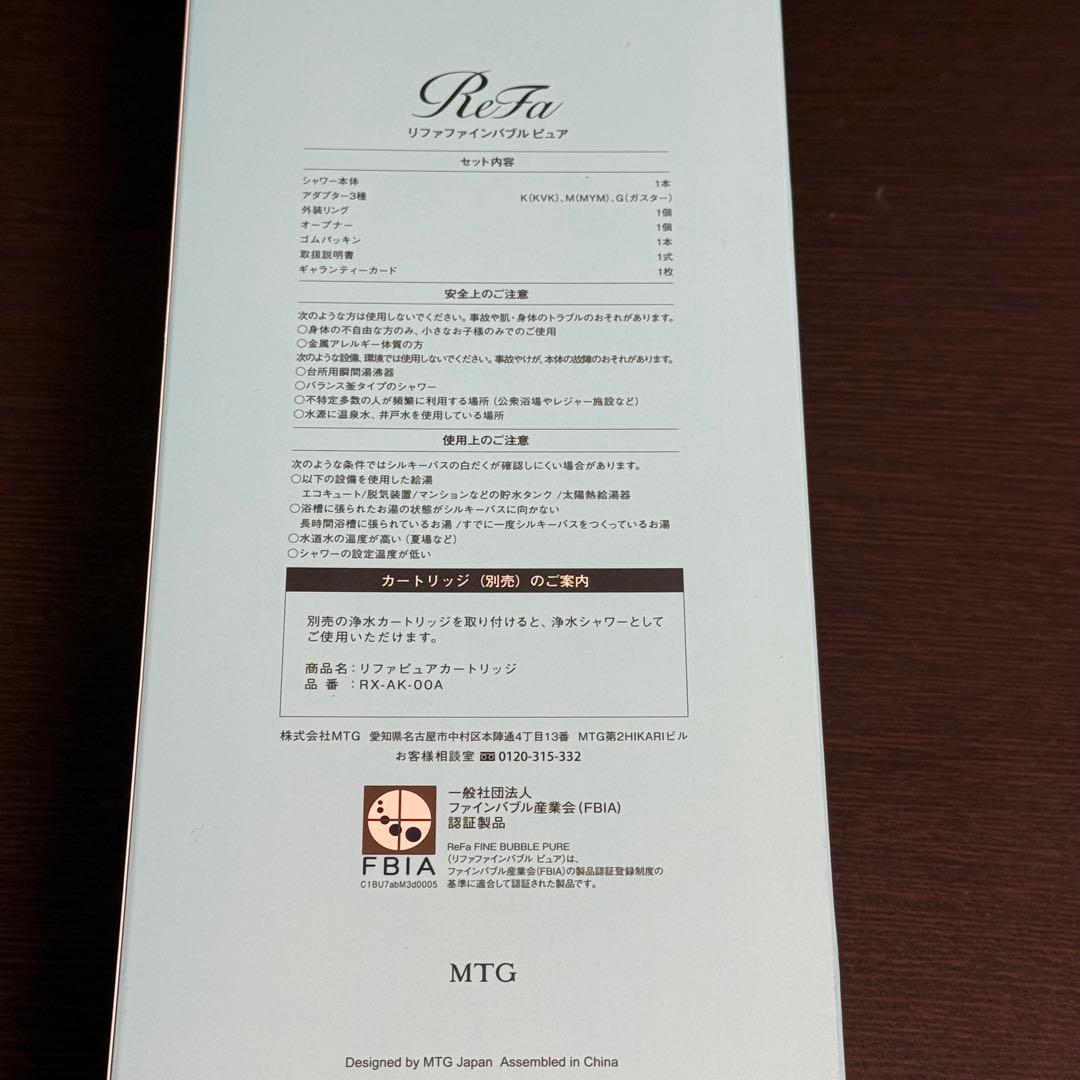 ReFa
リファファインバブル ピュア
セット内容
シャワー本体 1本
アダプター3種 K(KVK)、M(MYM)、G(ガスター)
外装リング 1個
オープナー 1個
ゴムパッキン 1本
取扱説明書 1式
ギャランティーカード 1枚
安全上のご注意
次のような方は使用しないでください。事故や肌・身体のトラブルのおそれがあります。
○身体の不自由な方のみ、小さなお子様のみでのご使用
○金属アレルギー体質の方
次のような設備、環境では使用しないでください。事故やけが、本体の故障のおそれがあります。
○台所用瞬間湯沸器
○バランス釜タイプのシャワー
○不特定多数の人が頻繁に利用する場所（公衆浴場やレジャー施設など）
○水源に温泉水、井戸水を使用している場所
使用上のご注意
次のような条件ではシルキーバスの白だくが確認しにくい場合があります。
○以下の設備を使用した給湯
エコキュート/脱気装置/マンションなどの貯水タンク /太陽熱給湯器
○浴槽に張られたお湯の状態がシルキーバスに向かない
長時間浴槽に張られているお湯 /すでに一度シルキーバスをつくっているお湯
○水道水の温度が高い（夏場など）
○シャワーの設定温度が低い
カートリッジ（別売）のご案内
別売の浄水カートリッジを取り付けると、浄水シャワーとして
ご使用いただけます。
商品名：リファピュアカートリッジ
品 番 ：RX-AK-00A
株式会社MTG 愛知県名古屋市中村区本陣通4丁目13番 MTG第2HIKARIビル
お客様相談室 0120-315-332
一般社団法人
ファインバブル産業会(FBIA)
認証製品
FBIA
C1BU7abM3d0005
ReFa FINE BUBBLE PURE
(リファファインバブル ピュア)は、
ファインバブル産業会(FBIA)の製品認証登録制度の
基準に適合して認証された製品です。
MTG
Designed by MTG Japan Assembled in China